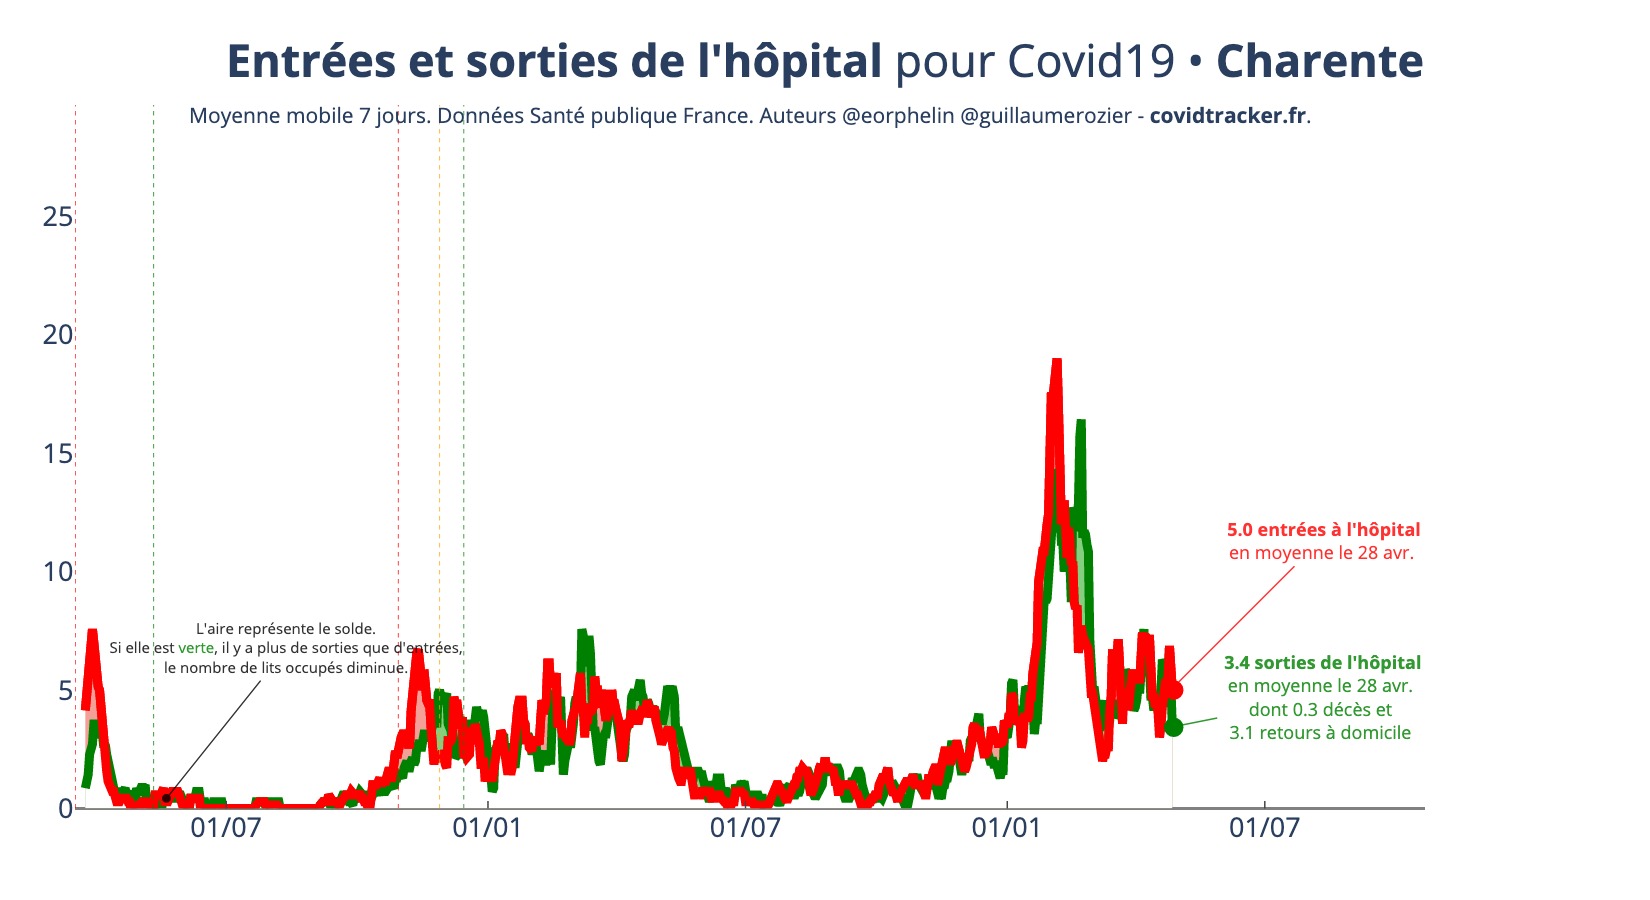 Entrées et sorties de l'hôpital pour Covid19 • Charente
Moyenne mobile 7 jours. Données Santé publique France. Auteurs @eorphelin @guillaumerozier - covidtracker.fr.
25
20
15
10
5
0
L'aire représente le solde.
Si elle est verte, il y a plus de sorties que d'entrées,
le nombre de lits occupés diminue.
5.0 entrées à l'hôpital
en moyenne le 28 avr.
3.4 sorties de l'hôpital
en moyenne le 28 avr.
dont 0.3 décès et
3.1 retours à domicile
01/07
01/01
01/07
01/01
01/07